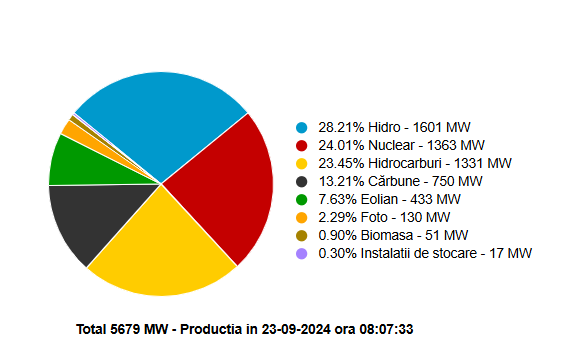 28.21% Hidro - 1601 MW
24.01% Nuclear - 1363 MW
23.45% Hidrocarburi - 1331 MW
13.21% Cărbune - 750 MW
7.63% Eolian - 433 MW
2.29% Foto - 130 MW
0.90% Biomasa - 51 MW
0.30% Instalatii de stocare - 17 MW
Total 5679 MW - Productia in 23-09-2024 ora 08:07:33